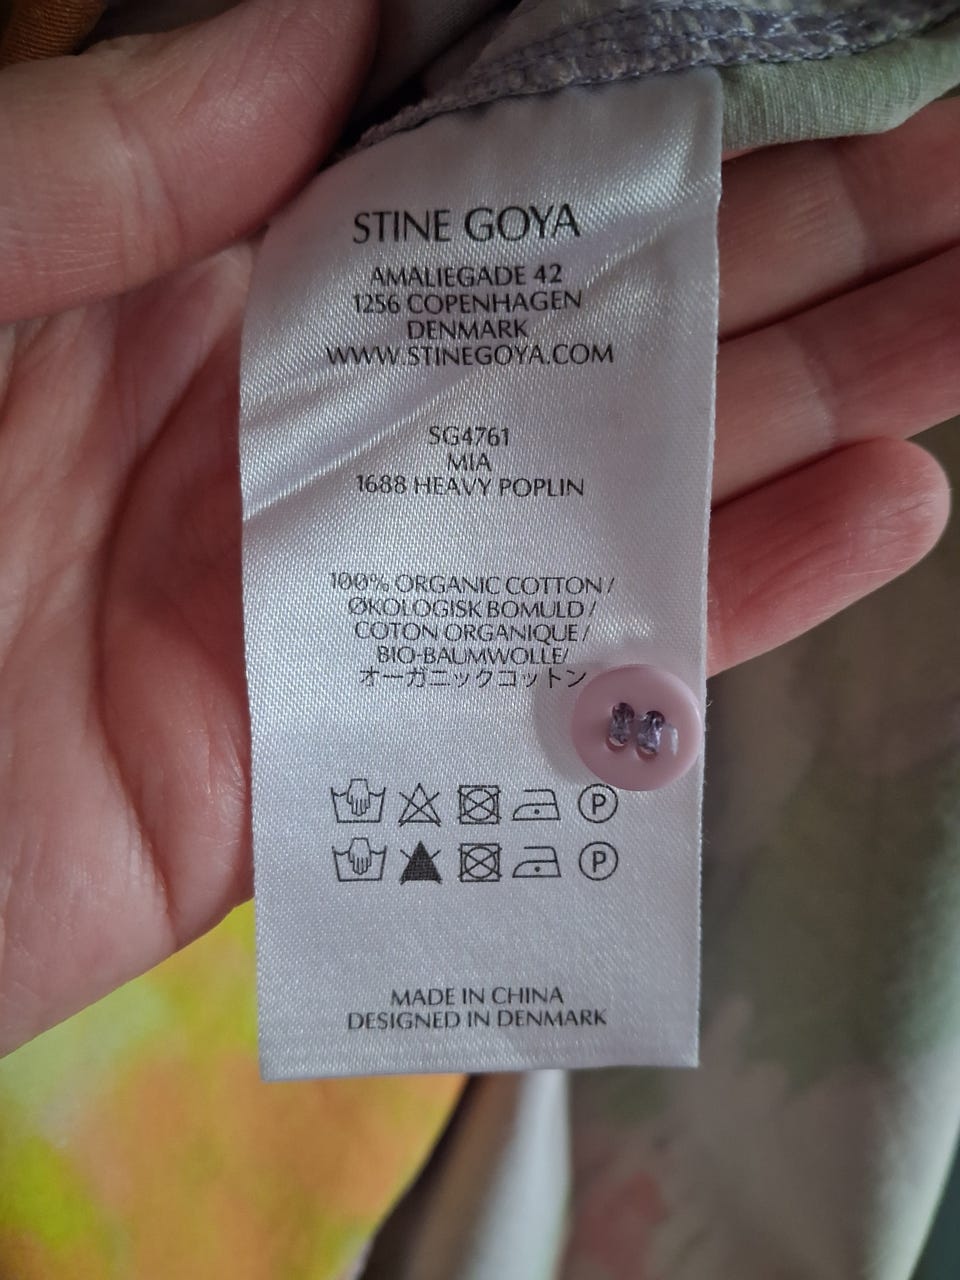 STINE GOYA
AMALIEGADE 42
1256 COPENHAGEN
DENMARK
WWW.STINEGOYA.COM
SG4761
MIA
1688 HEAVY POPLIN
100% ORGANIC COTTON /
ØKOLOGISK BOMULD /
COTON ORGANIQUE /
BIO-BAUMWOLLE/
オーガニックコットン
P
P
MADE IN CHINA
DESIGNED IN DENMARK